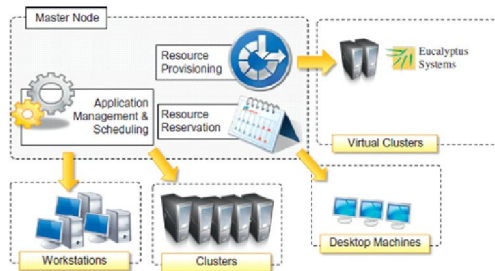 Master Node
Resource
Provisioning
Eucalyptus
Systems
Application
Management &
Scheduling
Resource
Reservation
Virtual Clusters
Workstations
Clusters
Desktop Machines